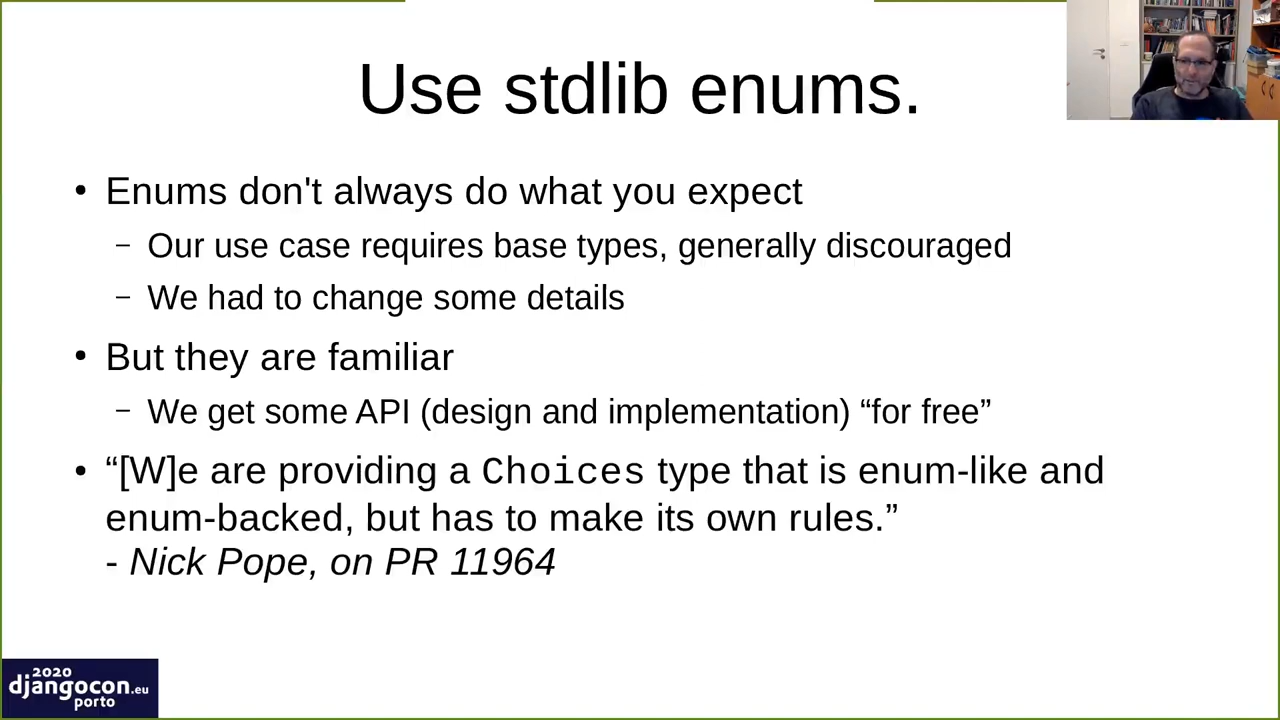 Use stdlib enums.
• Enums don't always do what you expect
– Our use case requires base types, generally discouraged
– We had to change some details
• But they are familiar
– We get some API (design and implementation) “for free”
• “[W]e are providing a Choices type that is enum-like and
enum-backed, but has to make its own rules.”
- Nick Pope, on PR 11964
2020
djangocon.eu
porto